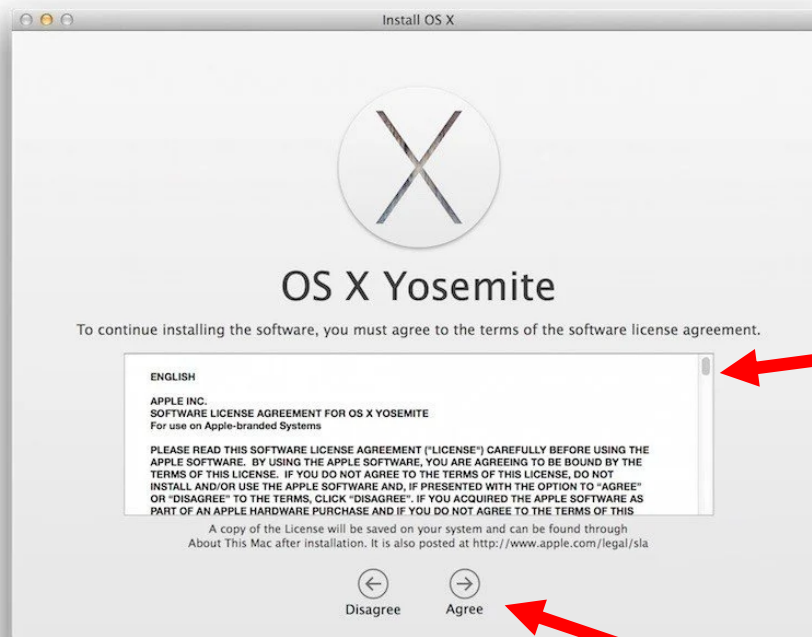 Install OS X
OS X Yosemite
To continue installing the software, you must agree to the terms of the software license agreement.
ENGLISH
APPLE INC.
SOFTWARE LICENSE AGREEMENT FOR OS X YOSEMITE
For use on Apple-branded Systems
PLEASE READ THIS SOFTWARE LICENSE AGREEMENT ("LICENSE") CAREFULLY BEFORE USING THE
APPLE SOFTWARE. BY USING THE APPLE SOFTWARE, YOU ARE AGREEING TO BE BOUND BY THE
TERMS OF THIS LICENSE. IF YOU DO NOT AGREE TO THE TERMS OF THIS LICENSE, DO NOT
INSTALL AND/OR USE THE APPLE SOFTWARE AND, IF PRESENTED WITH THE OPTION TO “AGREE”
OR “DISAGREE” TO THE TERMS, CLICK “DISAGREE”. IF YOU ACQUIRED THE APPLE SOFTWARE AS
PART OF AN APPLE HARDWARE PURCHASE AND IF YOU DO NOT AGREE TO THE TERMS OF THIS
A copy of the License will be saved on your system and can be found through
About This Mac after installation. It is also posted at http://www.apple.com/legal/sla
Disagree
Agree